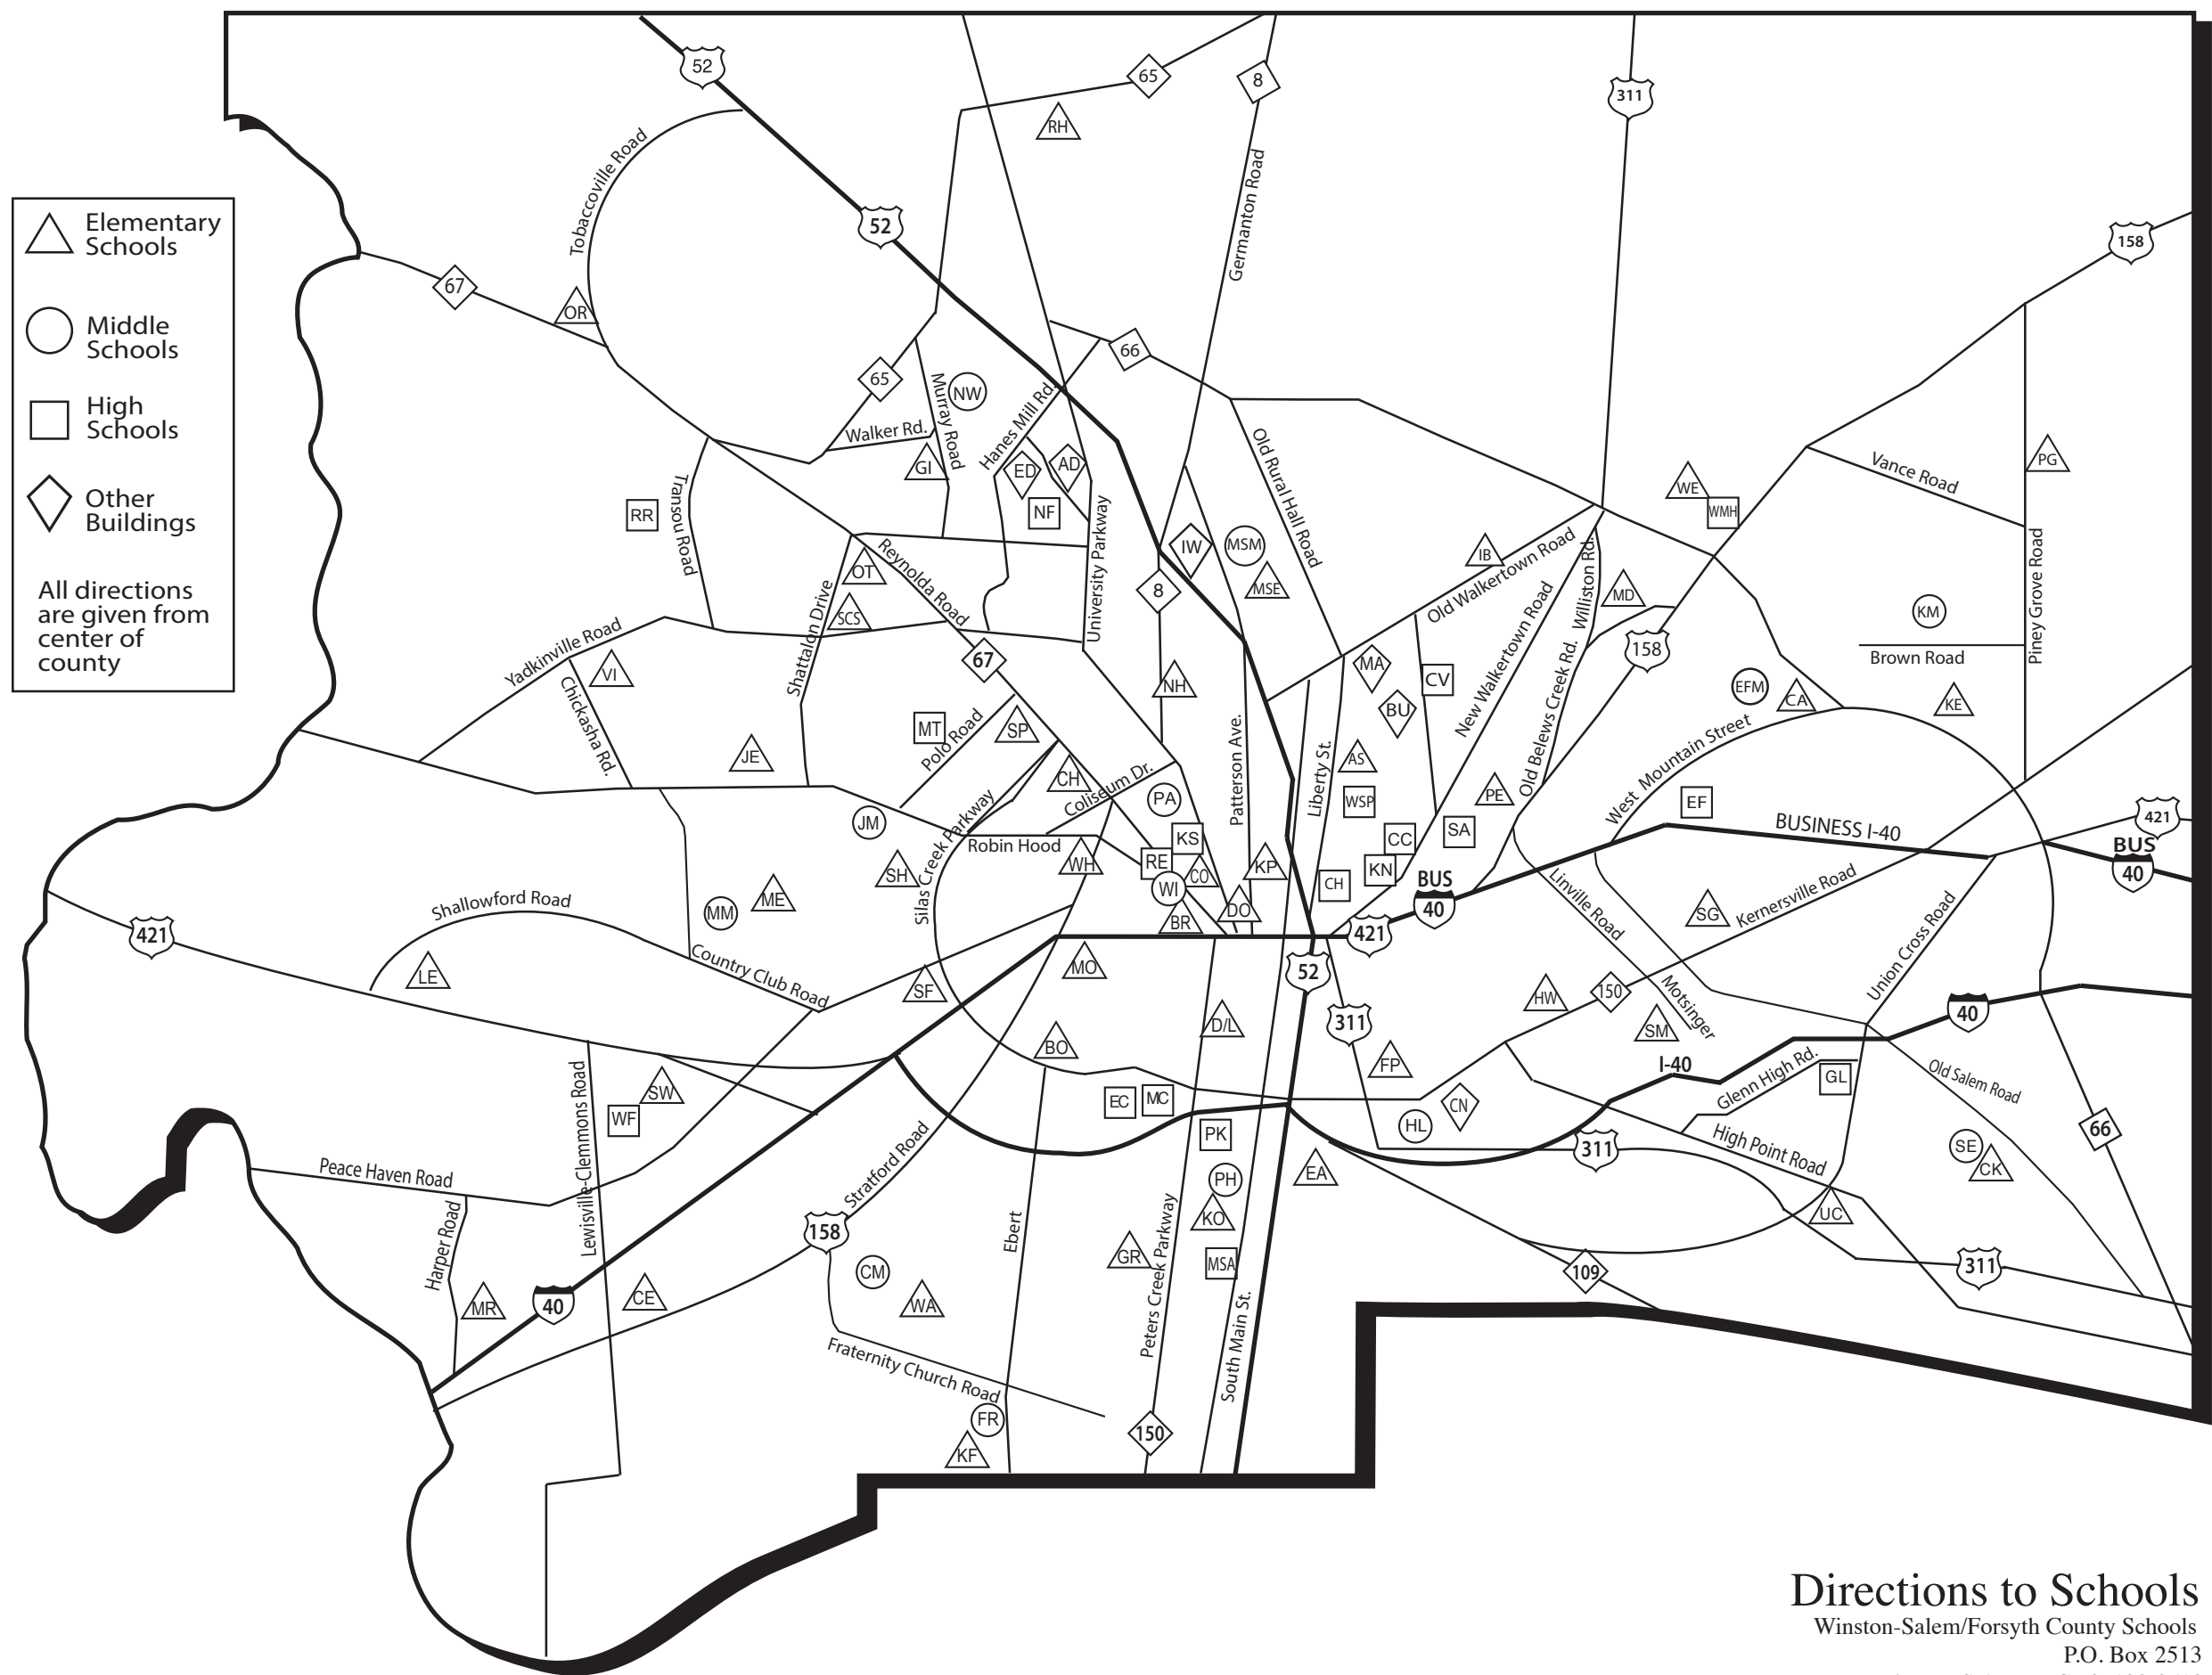 52
65
8
311
RH
Tobaccoville Road
Germanton Road
Elementary
Schools
52
158
67
OR
Middle
Schools
66
65
Murray Road
NW
Hanes Mill Rd.
High
Schools
Walker Rd.
Old Rural Hall Road
GI
ED
AD
WE
Vance Road
PG
Other
Buildings
RR
Transou Road
NF
WMH
University Parkway
IW
MSM
IB
Old Walkertown Road
Piney Grove Road
OT
Reynolda Road
8
MSE
Williston Rd.
MD
All directions
are given from
center of
county
SCS
KM
Yadkinville Road
Shattalon Drive
67
158
Brown Road
VI
Chickasha Rd.
NH
MA
CV
New Walkertown Road
Old Belews Creek Rd.
EFM
CA
KE
MT
Polo Road
SP
BU
JE
Patterson Ave.
Liberty St.
AS
West Mountain Street
CH
Coliseum Dr.
PA
WSP
PE
EF
JM
Silas Creek Parkway
KS
CC
SA
BUSINESS I-40
421
Robin Hood
WH
RE
KP
KN
BUS
40
SH
CO
WI
CH
BUS
40
ME
MM
Shallowford Road
BR
DO
Linville Road
SG
Kernersville Road
421
421
Union Cross Road
LE
Country Club Road
SF
MO
52
HW
150
Motsinger
D/L
311
SM
40
BO
FP
I-40
Glenn High Rd.
GL
Old Salem Road
Lewisville-Clemmons Road
SW
WF
EC
MC
HL
CN
66
PK
High Point Road
311
SE
CK
Peace Haven Road
Stratford Road
PH
EA
Harper Road
158
Ebert
KO
UC
GR
Peters Creek Parkway
MSA
CM
WA
109
311
MR
40
CE
South Main St.
Fraternity Church Road
FR
KF
150
Directions to Schools
Winston-Salem/Forsyth County Schools
P.O. Box 2513